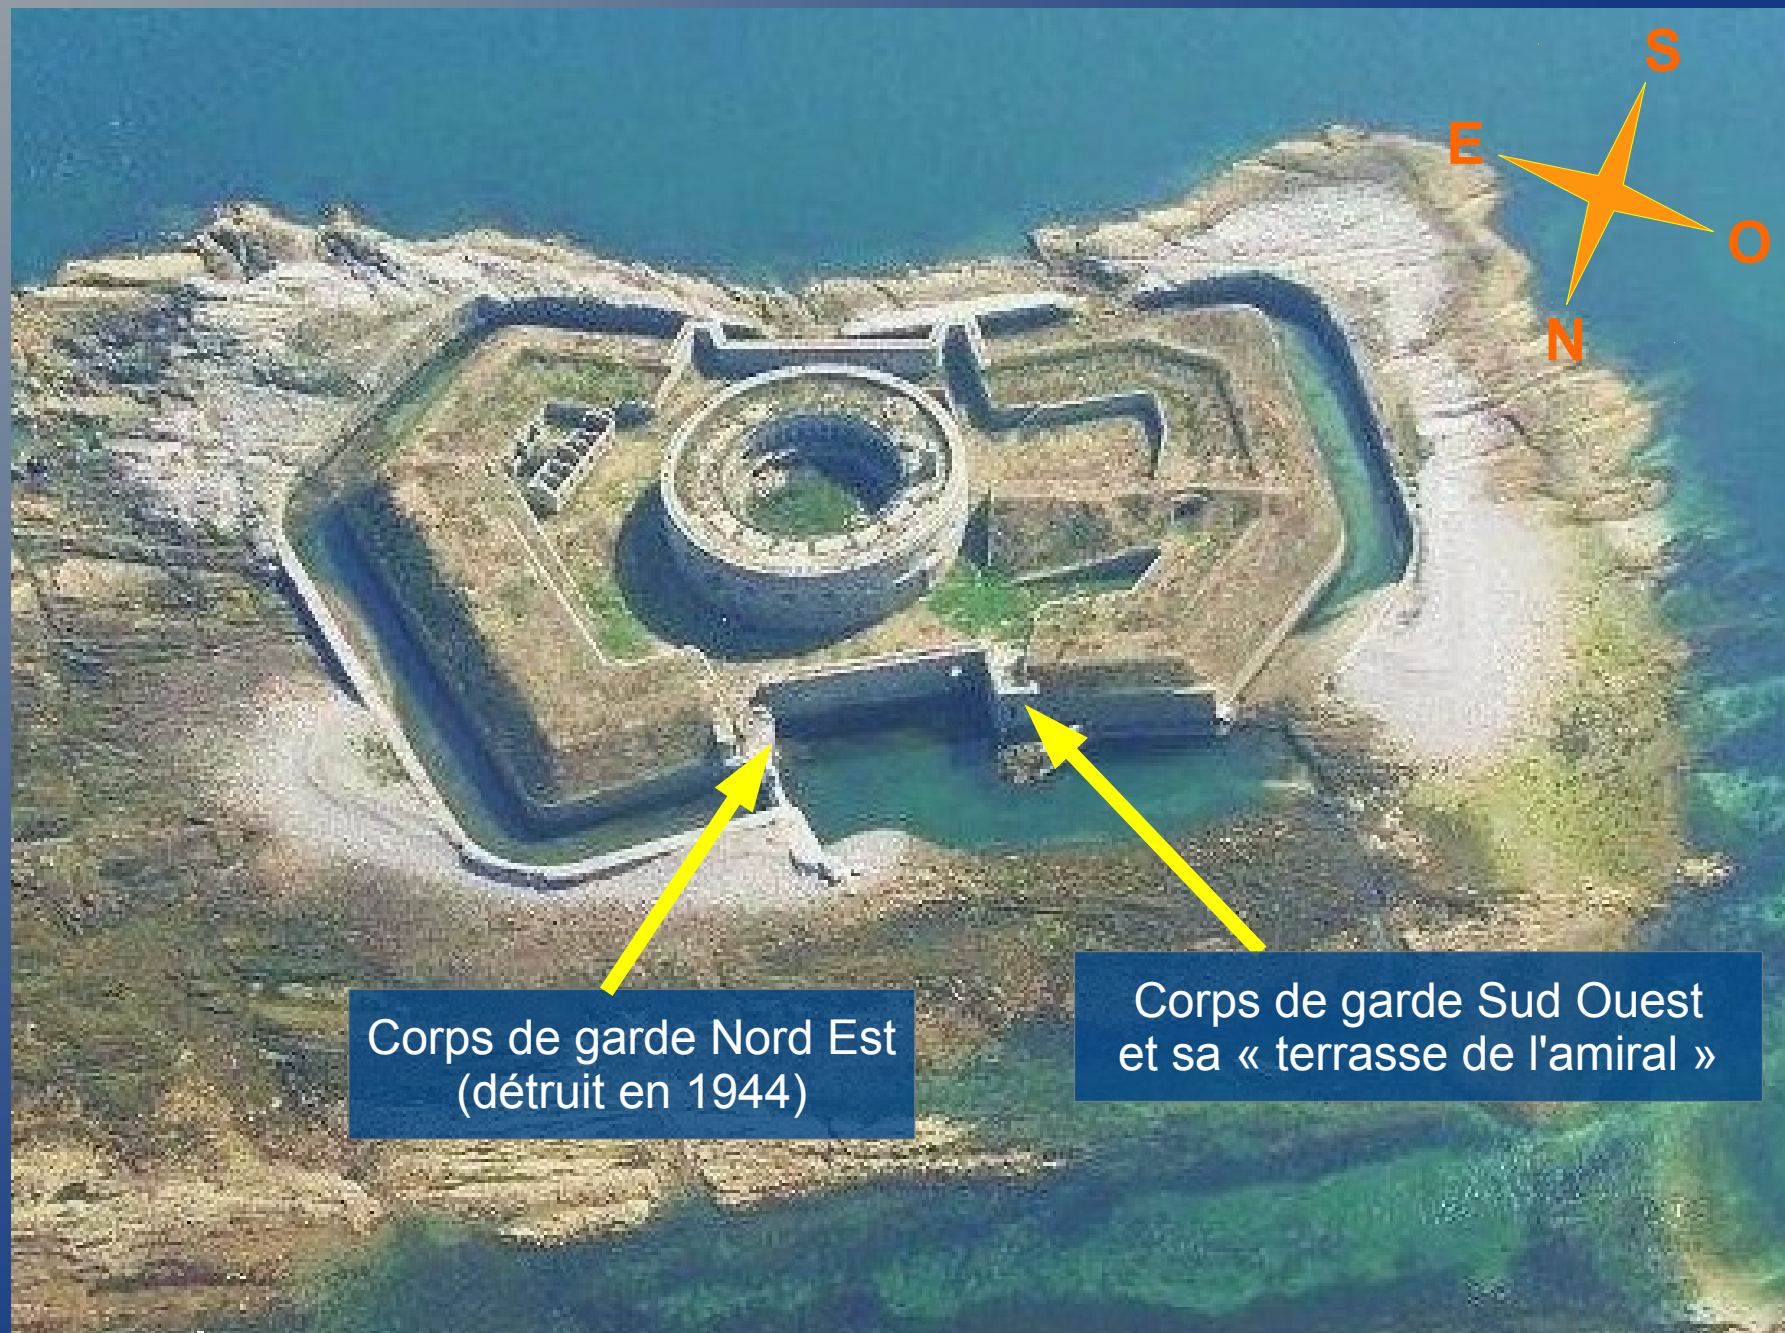 S
E
O
N
Corps de garde Nord Est
(détruit en 1944)
Corps de garde Sud Ouest
et sa « terrasse de l'amiral »